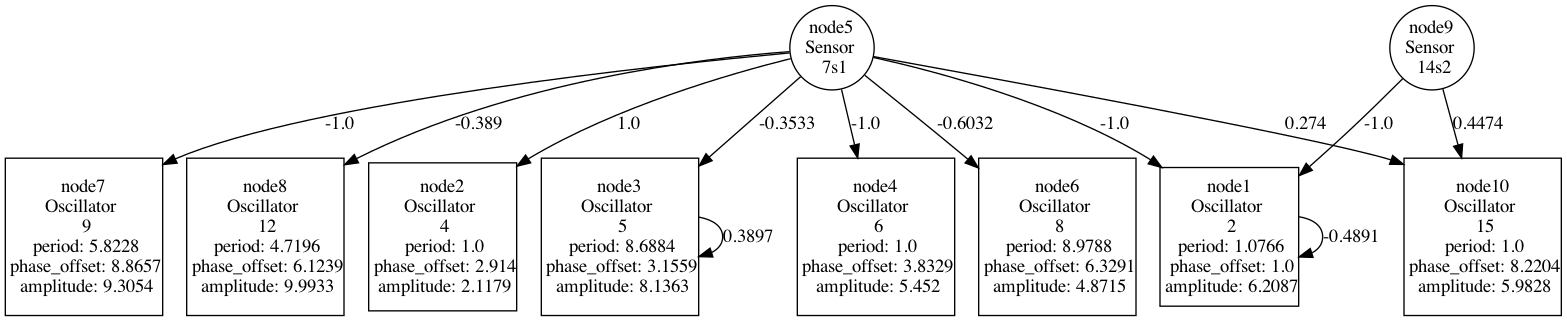 node5
Sensor
7s1
node9
Sensor
14s2
-1.0
-0.389
1.0
-0.3533
-1.0
-0.6032
-1.0
0.274
-1.0
0.4474
node7
Oscillator
9
period: 5.8228
phase_offset: 8.8657
amplitude: 9.3054
node8
Oscillator
12
period: 4.7196
phase_offset: 6.1239
amplitude: 9.9933
node2
Oscillator
4
period: 1.0
phase_offset: 2.914
amplitude: 2.1179
node3
Oscillator
5
period: 8.6884
phase_offset: 3.1559
amplitude: 8.1363
0.3897
node4
Oscillator
6
period: 1.0
phase_offset: 3.8329
amplitude: 5.452
node6
Oscillator
8
period: 8.9788
phase_offset: 6.3291
amplitude: 4.8715
node1
Oscillator
2
period: 1.0766
phase_offset: 1.0
amplitude: 6.2087
-0.4891
node10
Oscillator
15
period: 1.0
phase_offset: 8.2204
amplitude: 5.9828